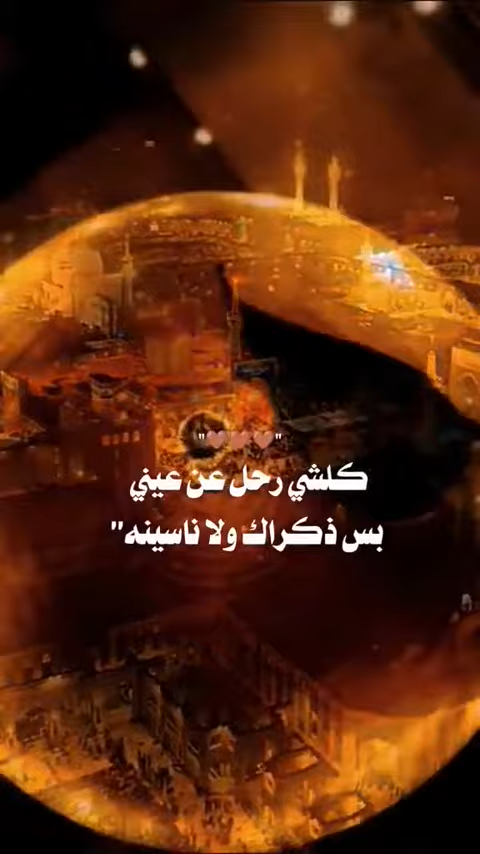 "❤❤❤"
كلشي رحل عن عيني
بس ذكراك ولا ناسينه"